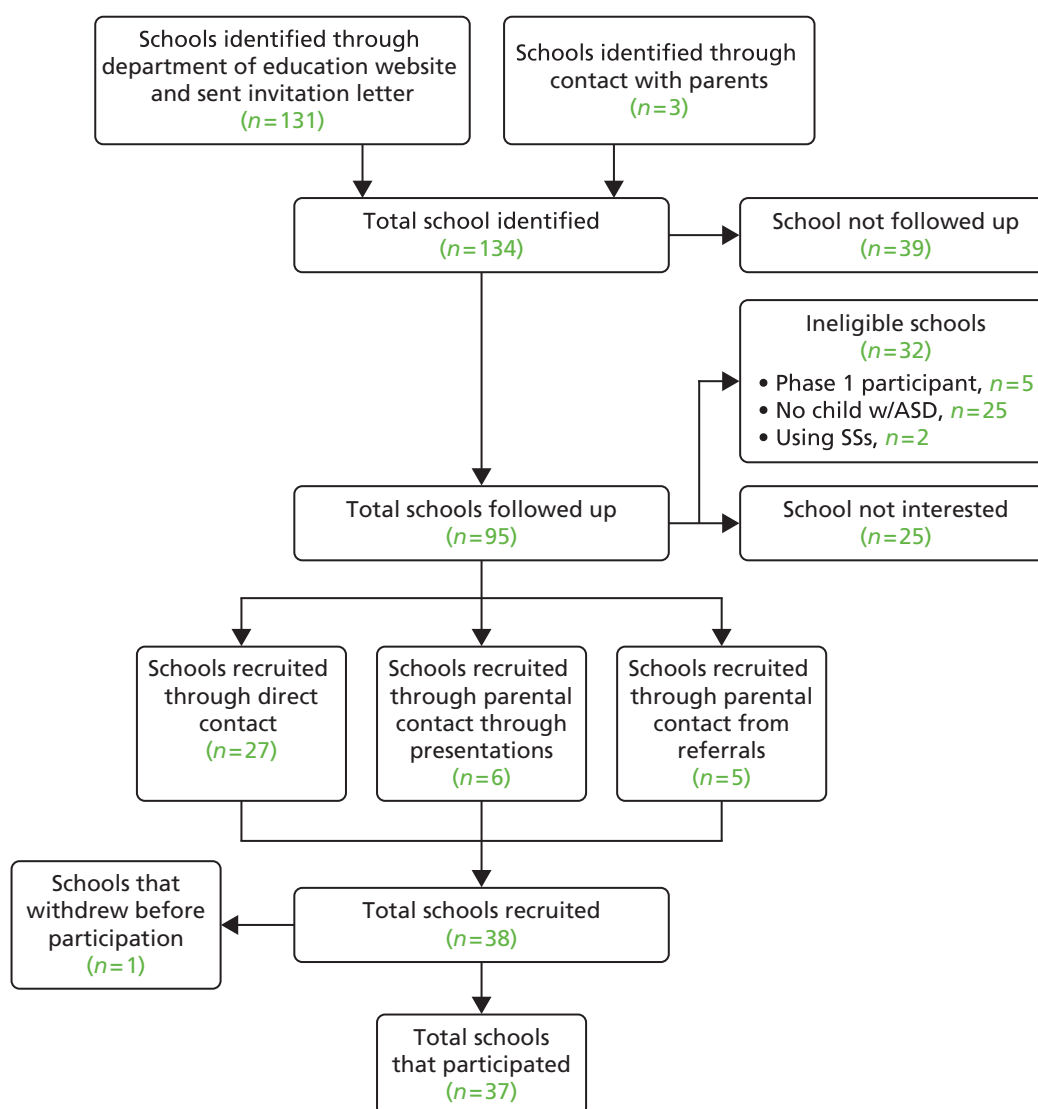 Schools identified through
department of education website
and sent invitation letter
(n=131)
Schools identified through
contact with parents
(n=3)
Total school identified
(n=134)
School not followed up
(n=39)
Ineligible schools
(n=32)
• Phase 1 participant, n=5
• No child w/ASD, n=25
• Using SSs, n=2
Total schools followed up
(n=95)
School not interested
(n=25)
Schools recruited
through direct
contact
(n=27)
Schools recruited
through parental
contact through
presentations
(n=6)
Schools recruited
through parental
contact from
referrals
(n=5)
Schools that
withdrew before
participation
(n=1)
Total schools recruited
(n=38)
Total schools
that participated
(n=37)